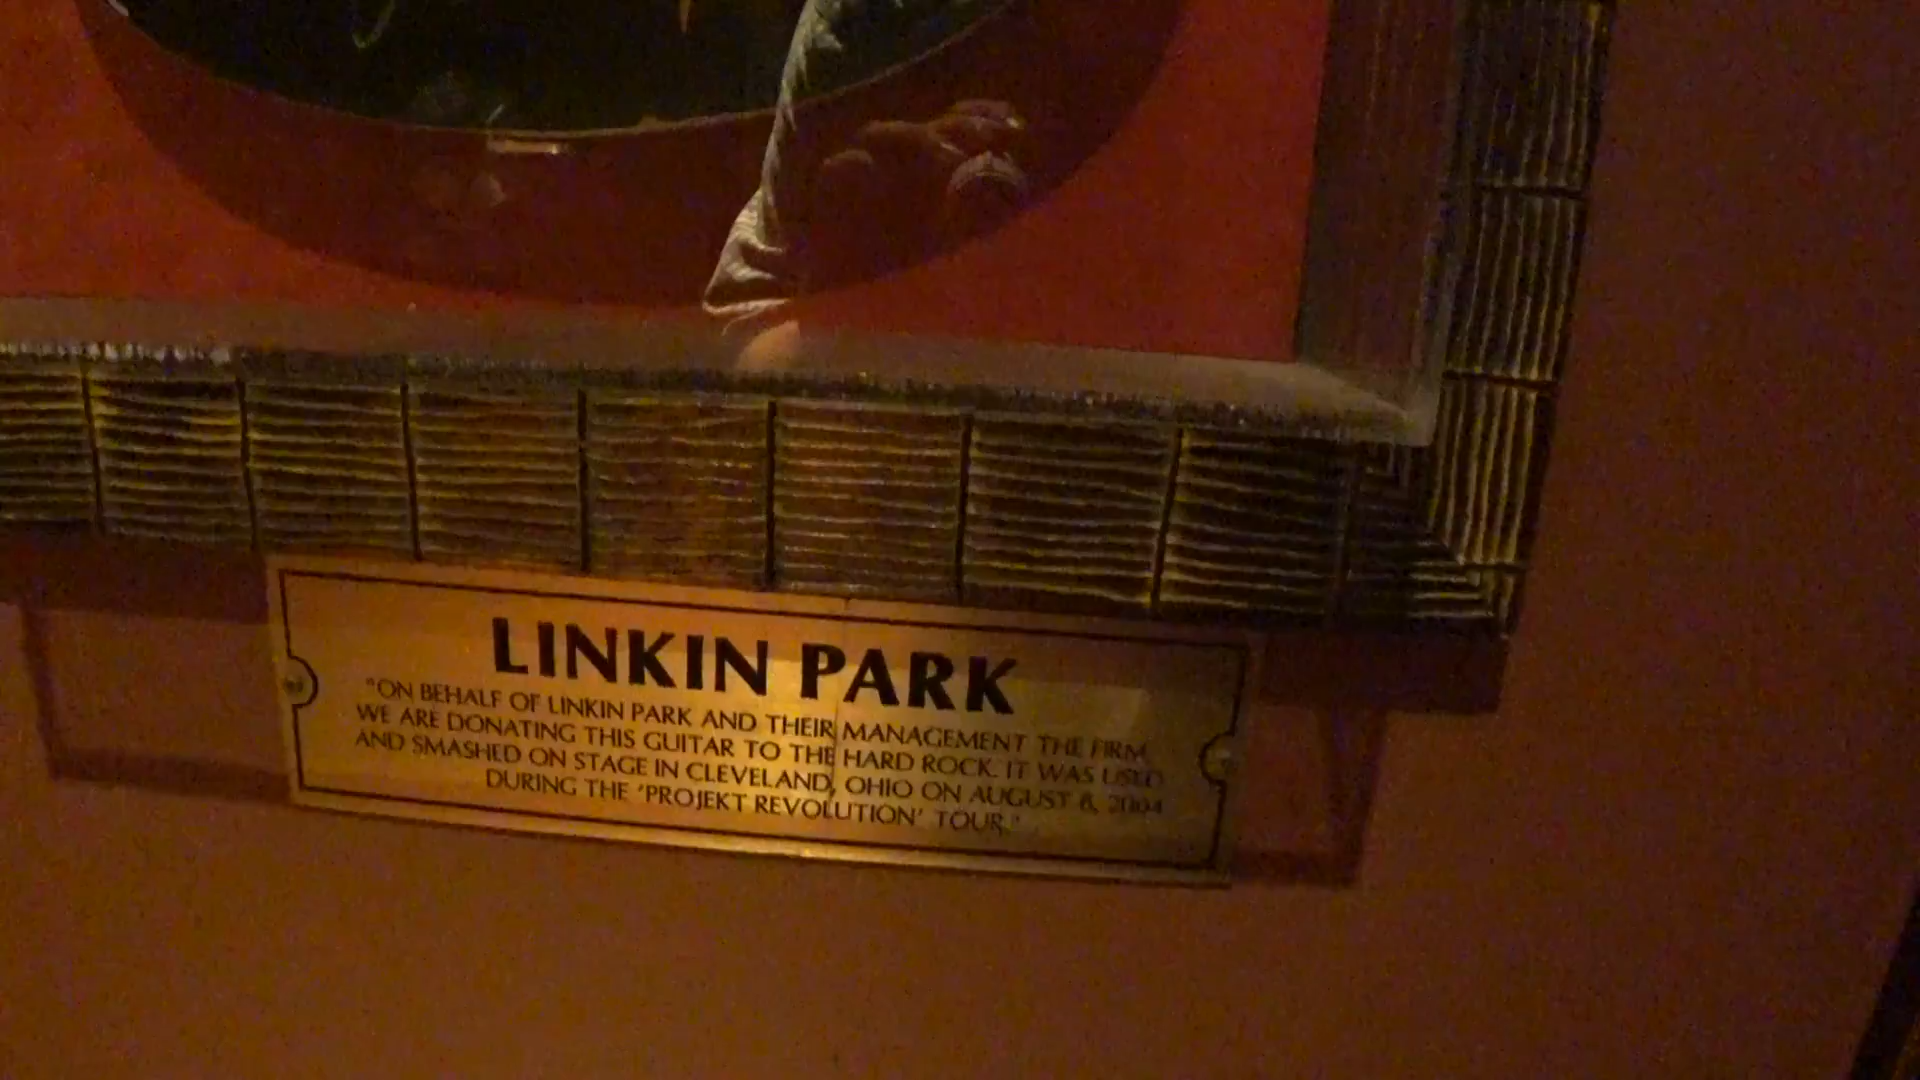 LINKIN PARK
"ON BEHALF OF LINKIN PARK AND THEIR MANAGEMENT THE FIRM,
WE ARE DONATING THIS GUITAR TO THE HARD ROCK. IT WAS USED
AND SMASHED ON STAGE IN CLEVELAND, OHIO ON AUGUST 8, 2004
DURING THE 'PROJEKT REVOLUTION' TOUR."